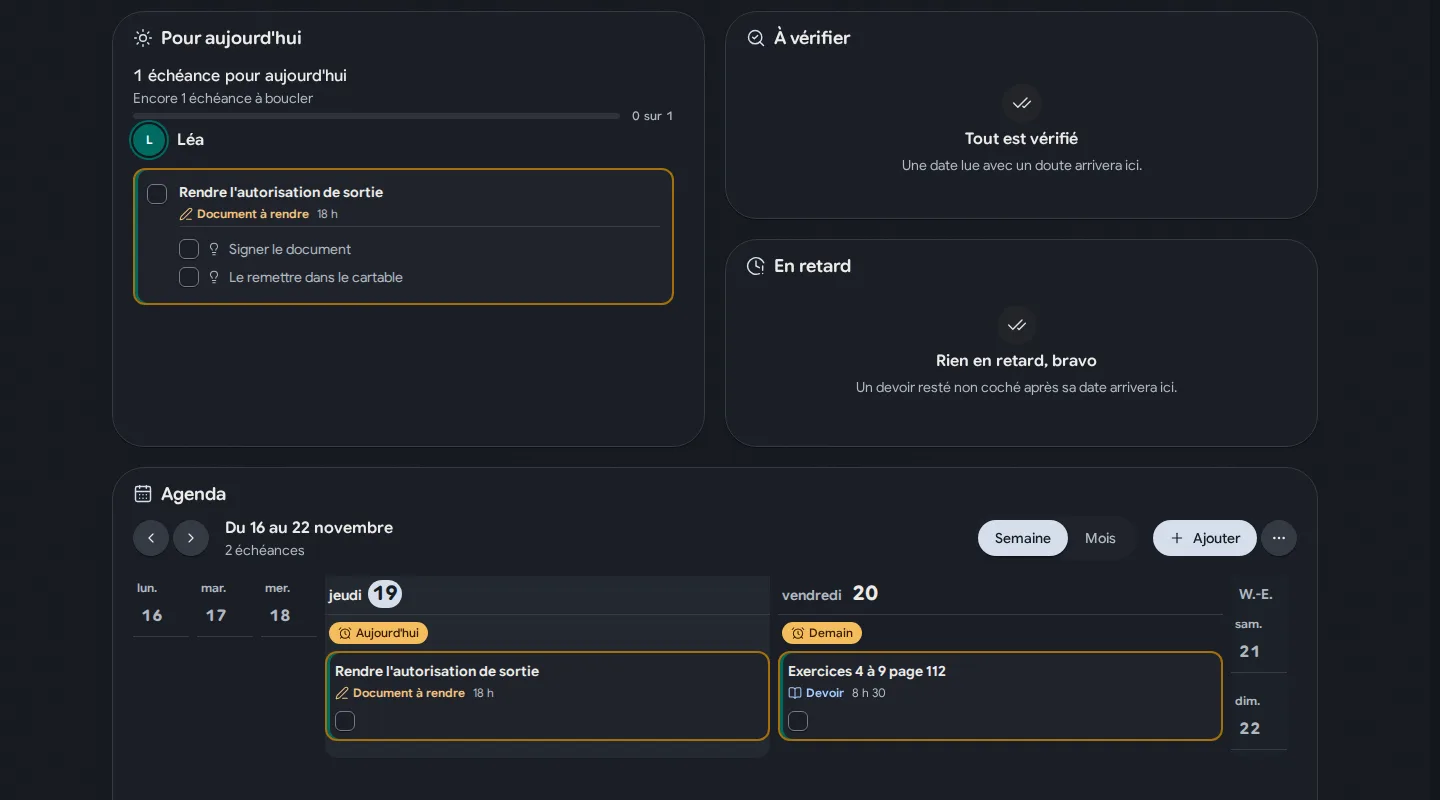 Pour aujourd'hui
1 échéance pour aujourd'hui
Encore 1 échéance à boucler
0 sur 1
L
Léa
Rendre l'autorisation de sortie
Document à rendre 18 h
Signer le document
Le remettre dans le cartable
À vérifier
Tout est vérifié
Une date lue avec un doute arrivera ici.
En retard
Rien en retard, bravo
Un devoir resté non coché après sa date arrivera ici.
Agenda
Du 16 au 22 novembre
2 échéances
Semaine
Mois
Ajouter
lun.
16
mar.
17
mer.
18
jeudi 19
Aujourd'hui
Rendre l'autorisation de sortie
Document à rendre 18 h
vendredi 20
Demain
Exercices 4 à 9 page 112
Devoir 8 h 30
W.-E.
sam.
21
dim.
22